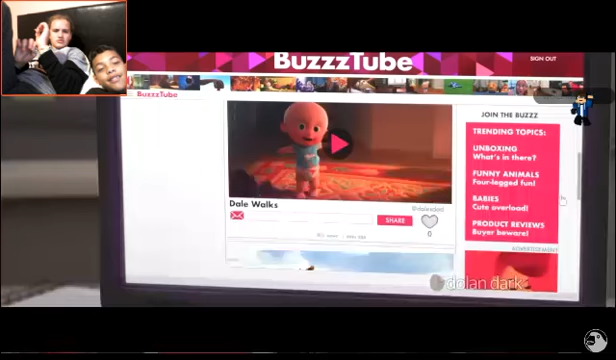 BuzzzTube
SIGN OUT
BuzzzTube
JOIN THE BUZZZ
TRENDING TOPICS:
UNBOXING
What's in there?
FUNNY ANIMALS
Four-legged fun!
BABIES
Cute overload!
PRODUCT REVIEWS
Buyer beware!
Dale Walks
SHARE
0
ADVERTISEMENT
dolan dark